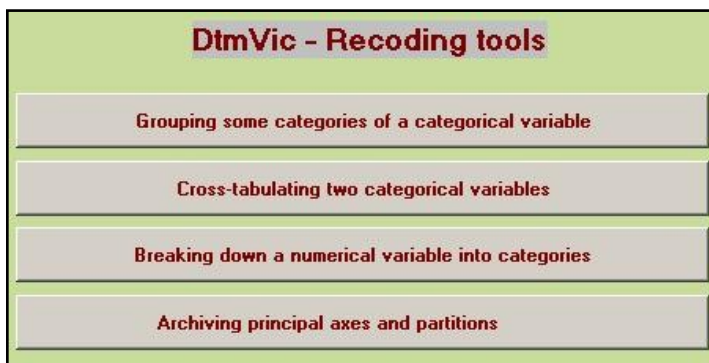 DtmVic - Recoding tools
Grouping some categories of a categorical variable
Cross-tabulating two categorical variables
Breaking down a numerical variable into categories
Archiving principal axes and partitions